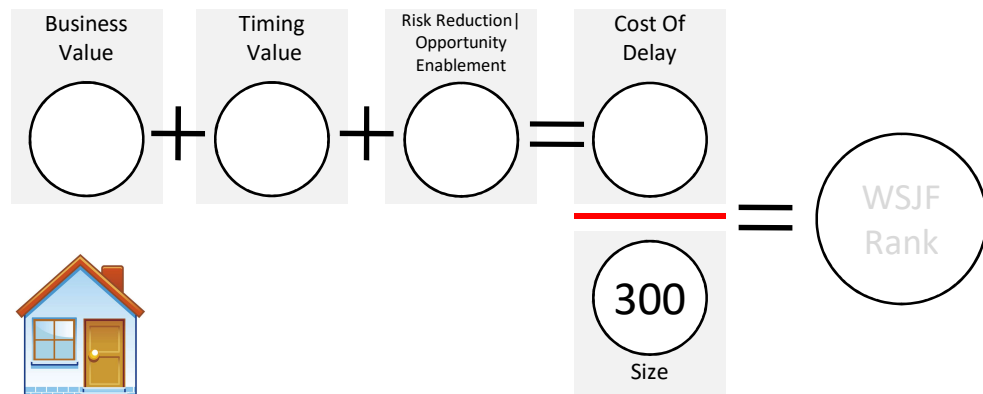 Business
Value
Timing
Value
Risk Reduction|
Opportunity
Enablement
Cost Of
Delay
+
+
=
=
WSJF
Rank
300
Size